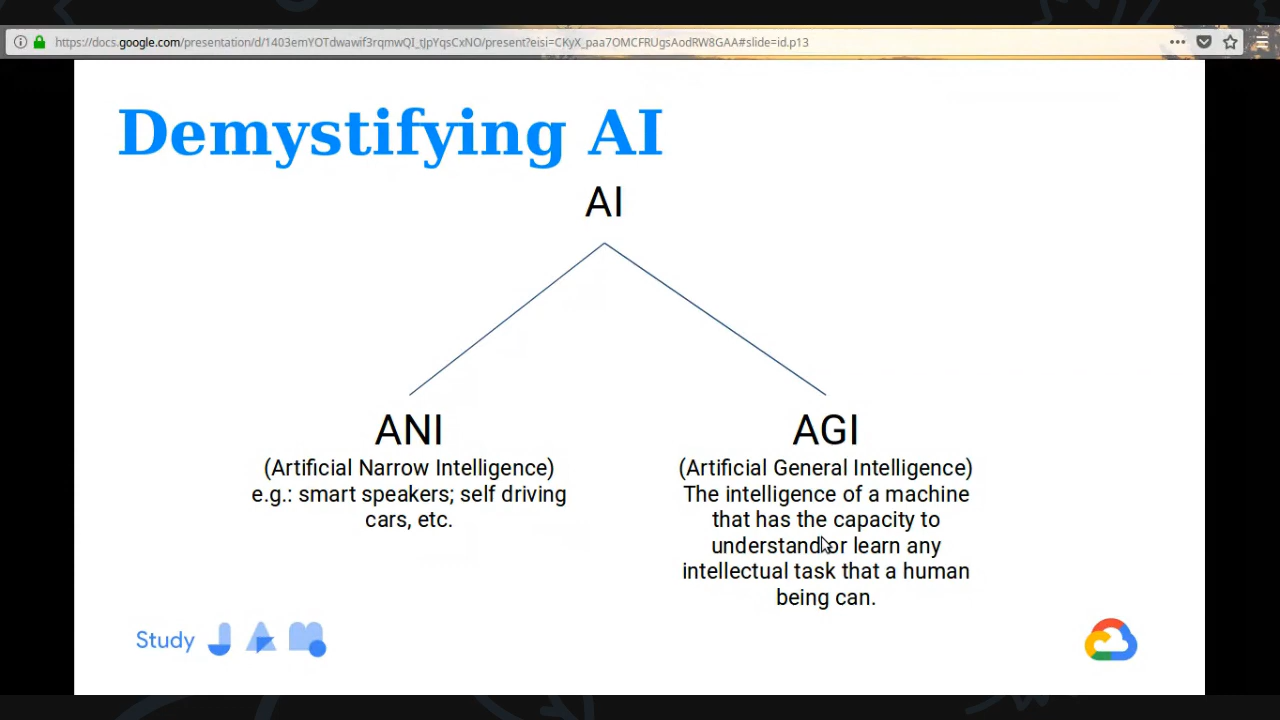 https://docs.google.com/presentation/d/1403emYOTdwawif3rqmwQI_tJpYqsCxNO/present?eisi=CKyX_paa7OMCFRUgsAodRW8GAA#slide=id.p13
Demystifying AI
AI
ANI
(Artificial Narrow Intelligence)
e.g.: smart speakers; self driving
cars, etc.
AGI
(Artificial General Intelligence)
The intelligence of a machine
that has the capacity to
understand or learn any
intellectual task that a human
being can.
Study JAM